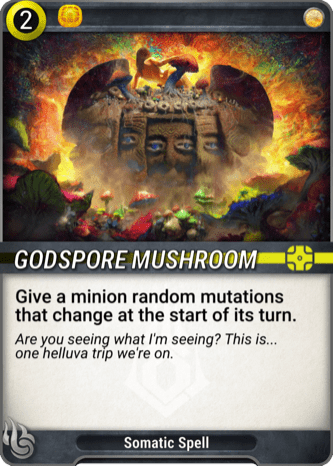 2
GODSPORE MUSHROOM
Give a minion random mutations
that change at the start of its turn.
Are you seeing what I'm seeing? This is...
one helluva trip we're on.
Somatic Spell